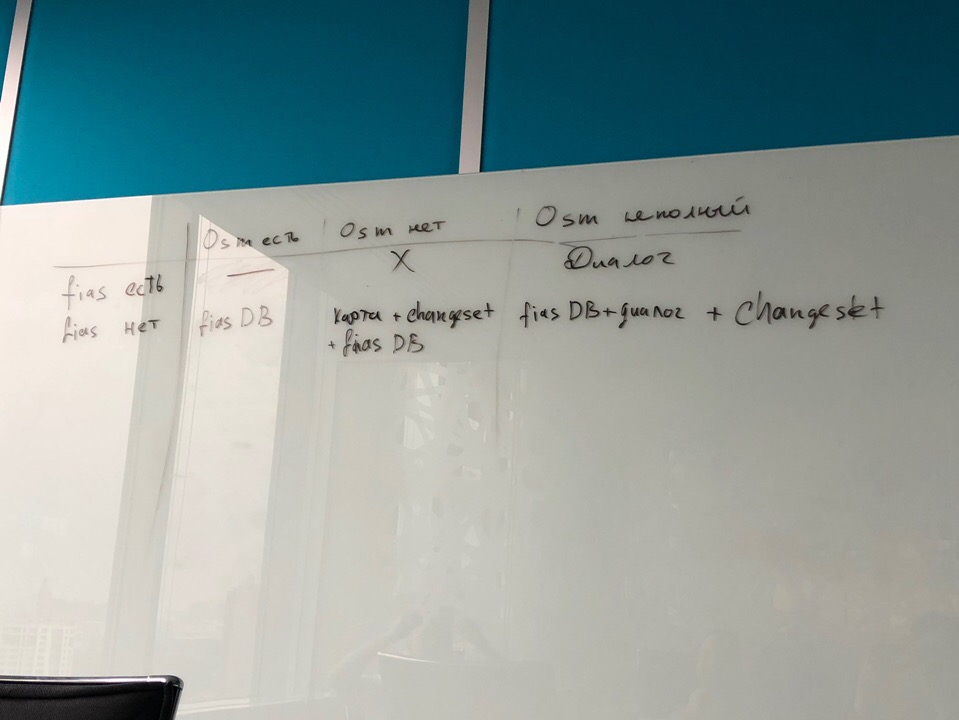 Osm есть Osm нет Osm неполный
fias есть — X Диалог
fias нет fias DB карта + changeset fias DB + диалог + Changeset
+ fias DB